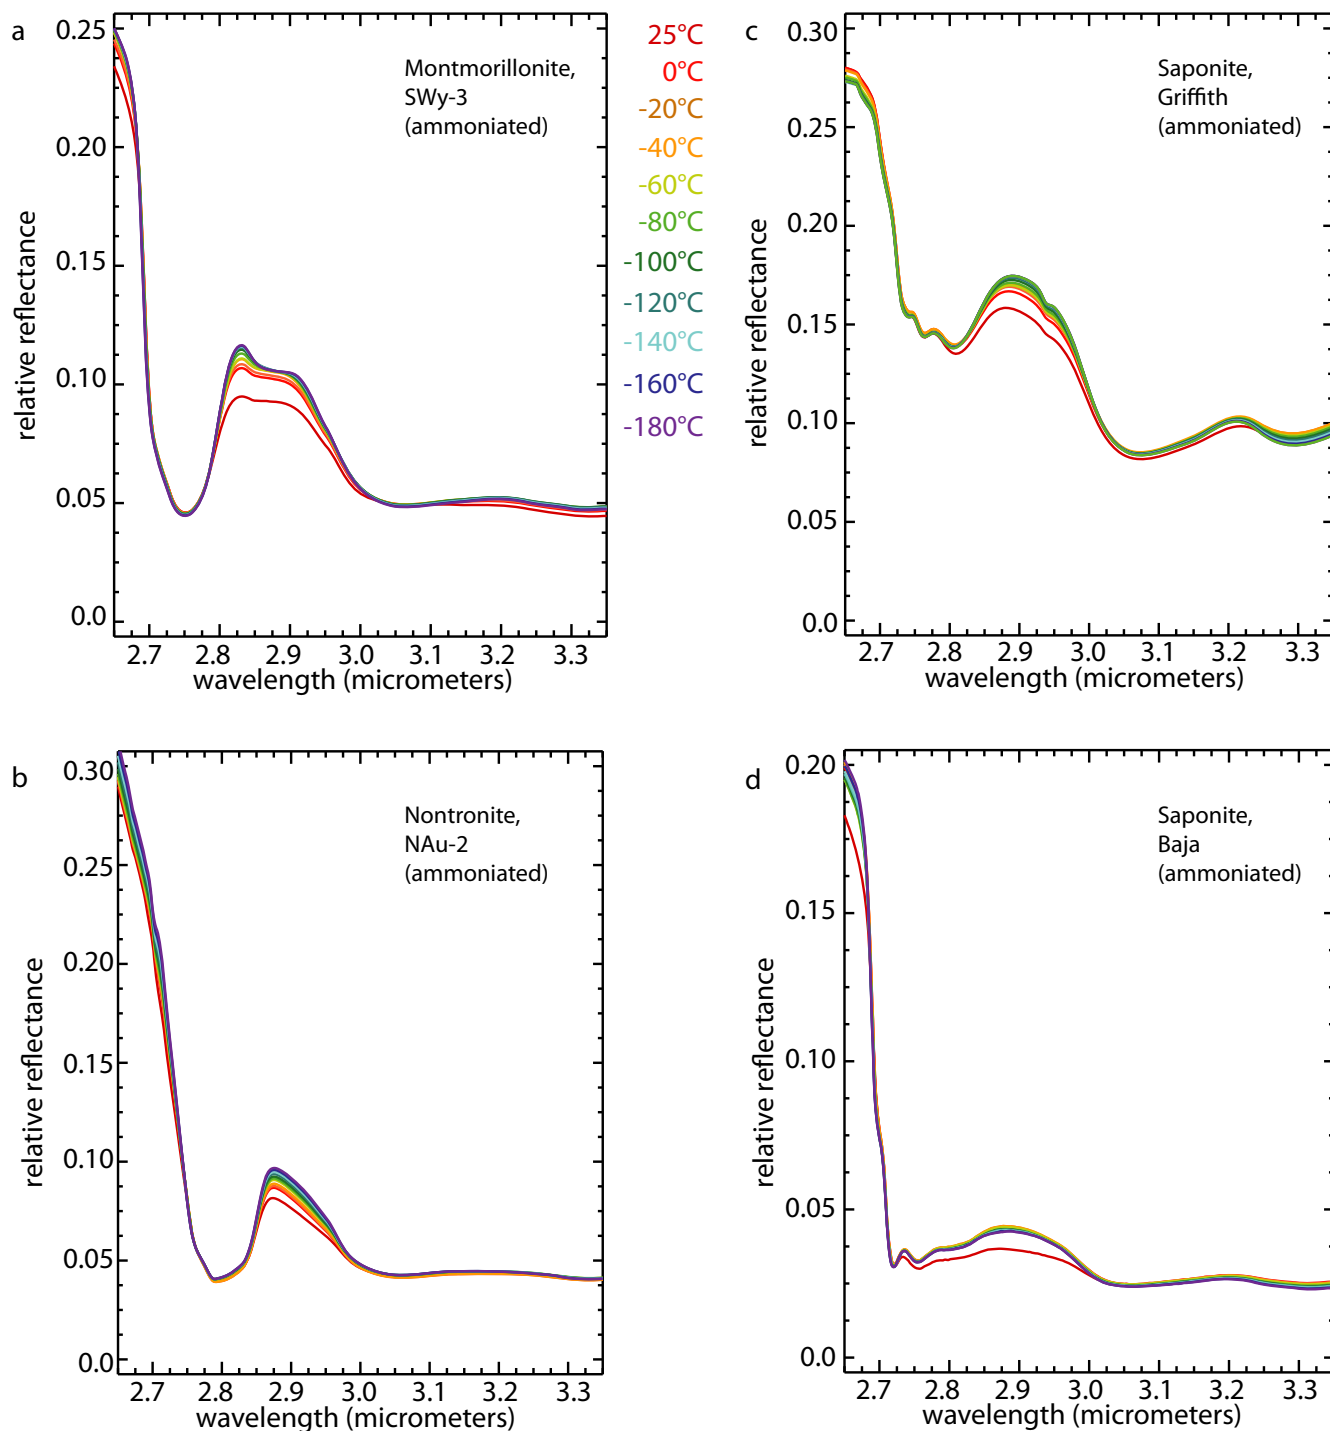 a
0.25
0.20
0.15
0.10
0.05
0.0
relative reflectance
Montmorillonite,
SWy-3
(ammoniated)
2.7 2.8 2.9 3.0 3.1 3.2 3.3
wavelength (micrometers)
25°C
0°C
-20°C
-40°C
-60°C
-80°C
-100°C
-120°C
-140°C
-160°C
-180°C
c
0.30
0.25
0.20
0.15
0.10
0.05
0.0
relative reflectance
Saponite,
Griffith
(ammoniated)
2.7 2.8 2.9 3.0 3.1 3.2 3.3
wavelength (micrometers)
b
0.30
0.25
0.20
0.15
0.10
0.05
0.0
relative reflectance
Nontronite,
NAu-2
(ammoniated)
2.7 2.8 2.9 3.0 3.1 3.2 3.3
wavelength (micrometers)
d
0.20
0.15
0.10
0.05
0.0
relative reflectance
Saponite,
Baja
(ammoniated)
2.7 2.8 2.9 3.0 3.1 3.2 3.3
wavelength (micrometers)